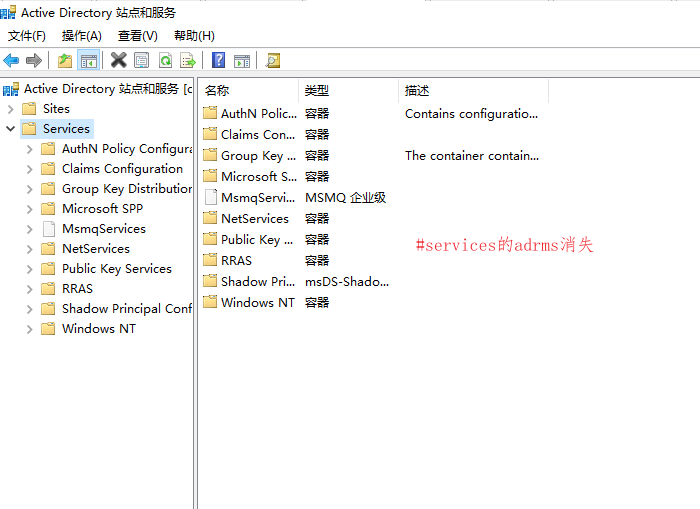 Active Directory 站点和服务
文件(F) 操作(A) 查看(V) 帮助(H)
Active Directory 站点和服务 [c
Sites
Services
AuthN Policy Configura
Claims Configuration
Group Key Distribution
Microsoft SPP
MsmqServices
NetServices
Public Key Services
RRAS
Shadow Principal Conf
Windows NT
名称 类型 描述
AuthN Polic... 容器 Contains configuratio...
Claims Con... 容器
Group Key ... 容器 The container contain...
Microsoft S... 容器
MsmqServi... MSMQ 企业级
NetServices 容器
Public Key ... 容器
RRAS 容器
Shadow Pri... msDS-Shado...
Windows NT 容器
#services的adrms消失